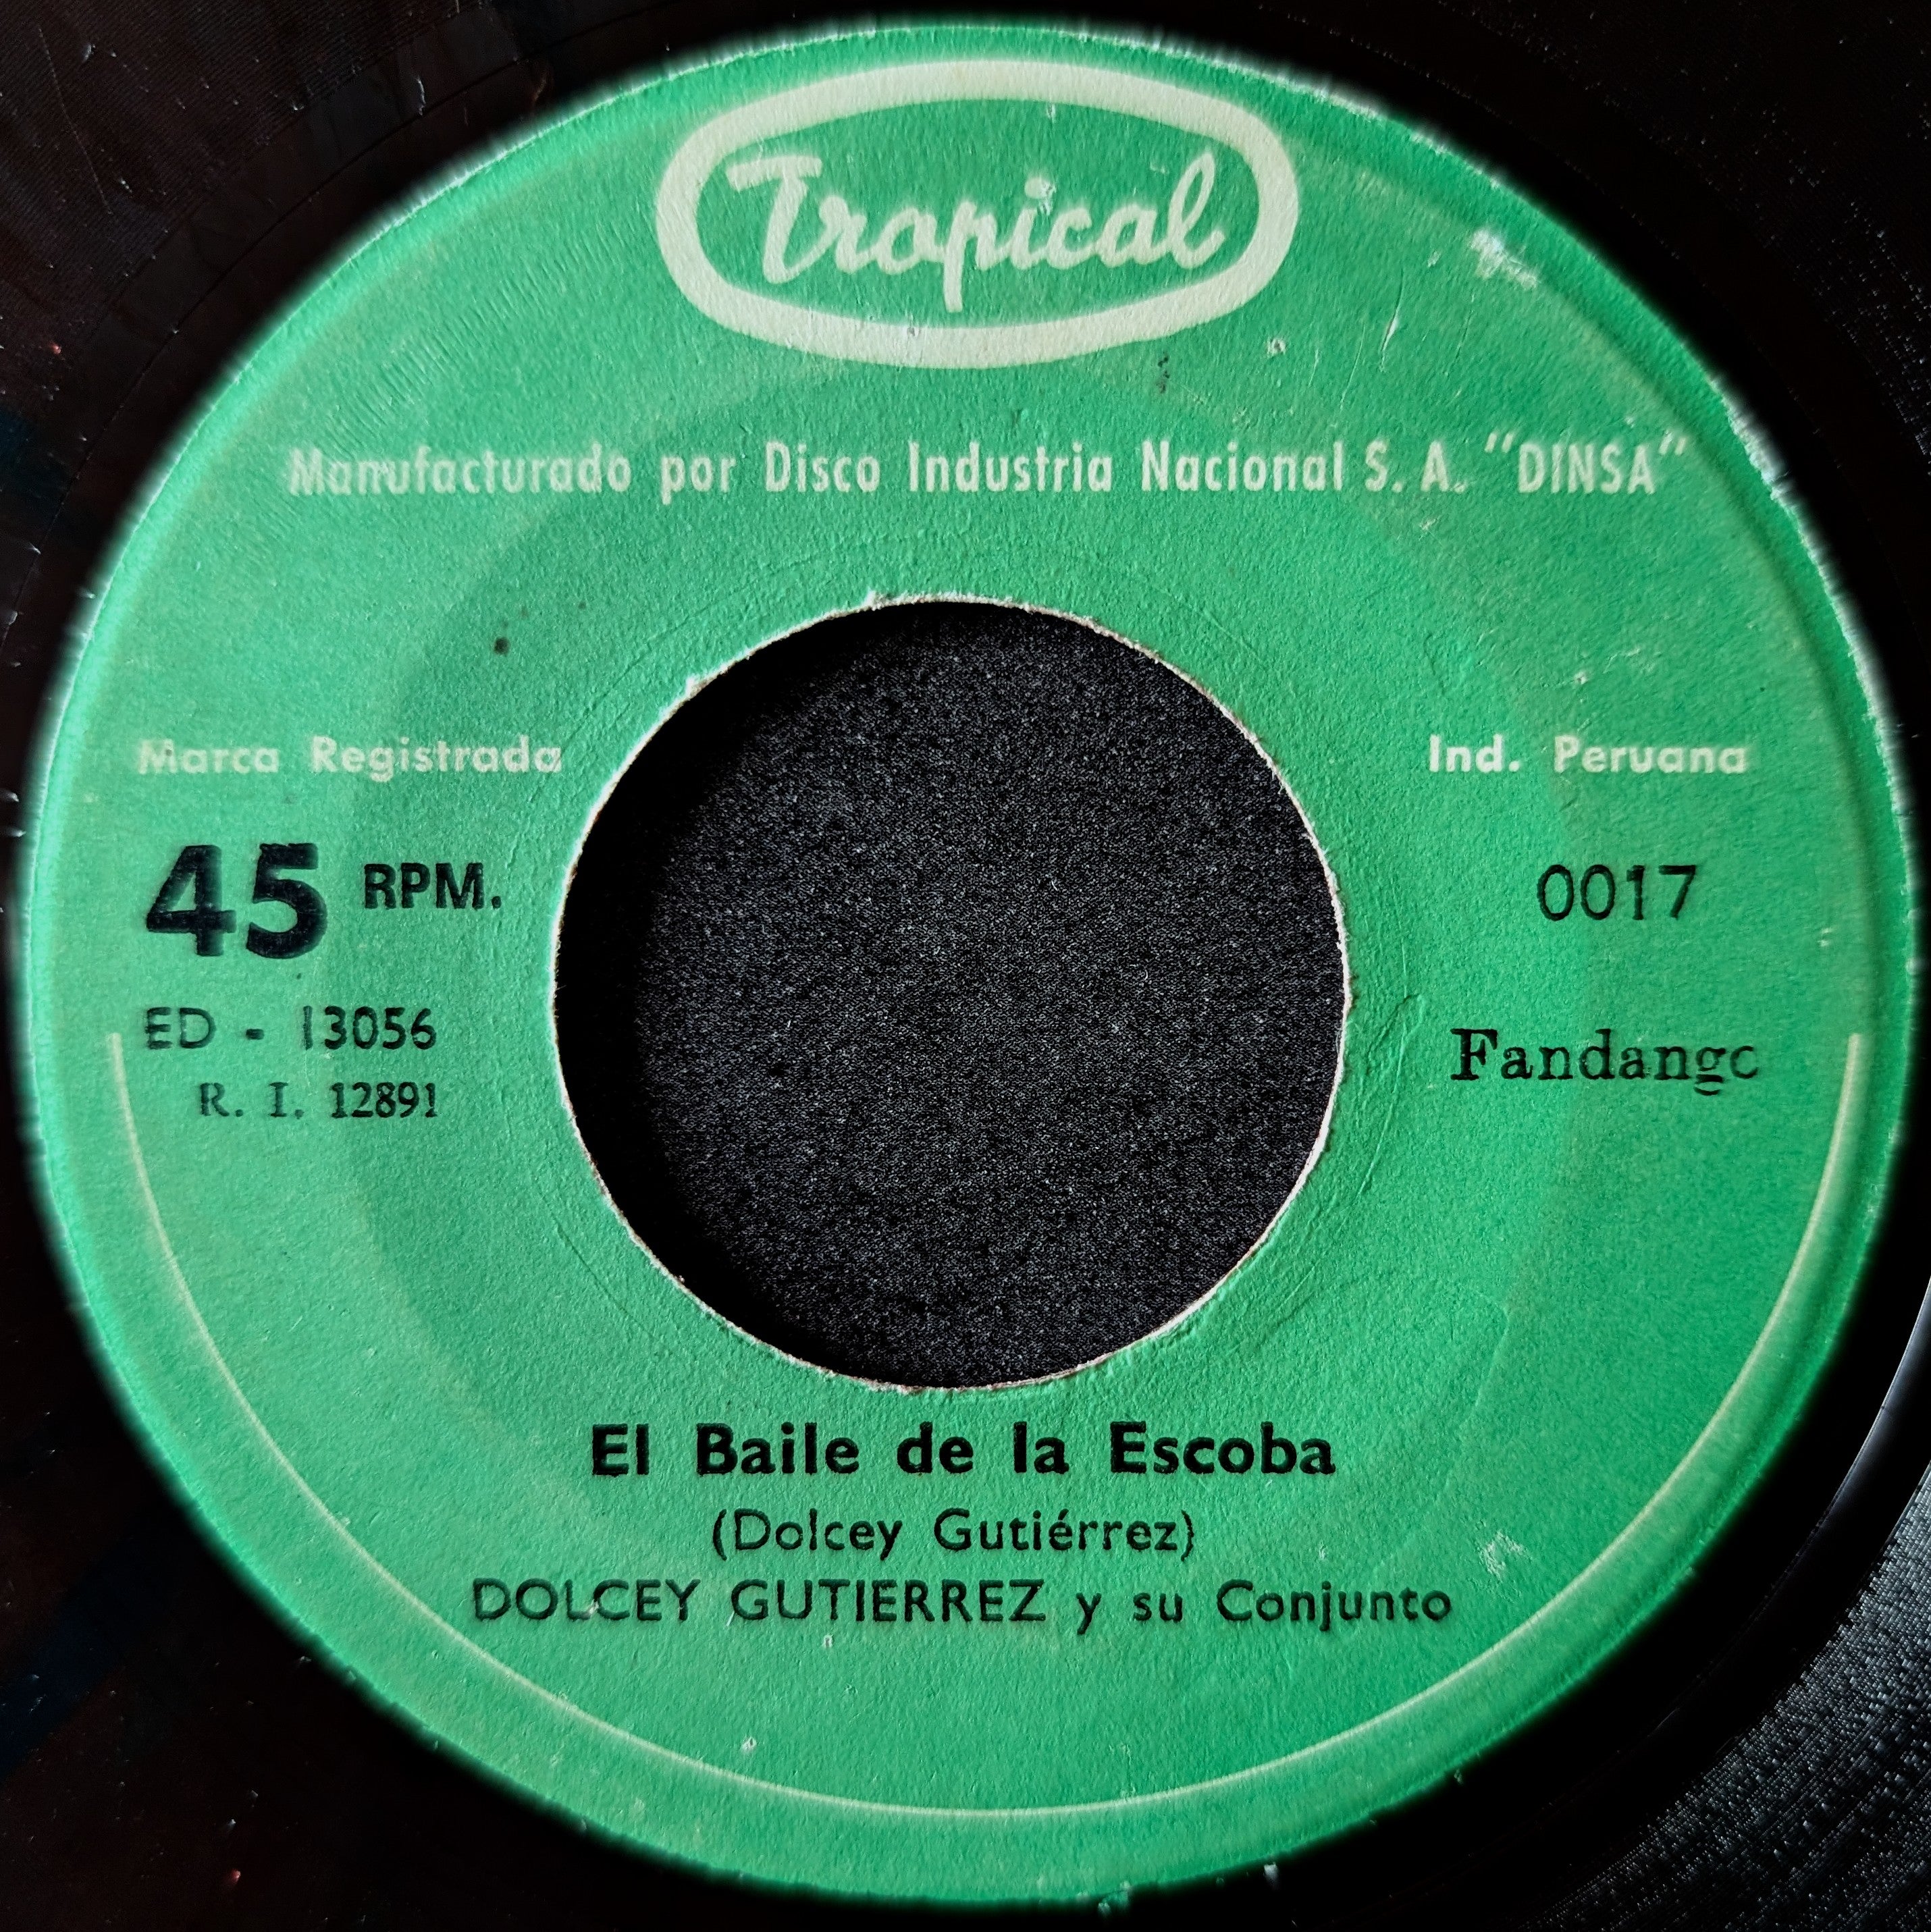 Tropical
Manufacturado por Disco Industria Nacional S. A. "DINSA"
Marca Registrada
Ind. Peruana
45 RPM.
0017
ED - 13056
R. I. 12891
Fandango
El Baile de la Escoba
(Dolcey Gutiérrez)
DOLCEY GUTIERREZ y su Conjunto